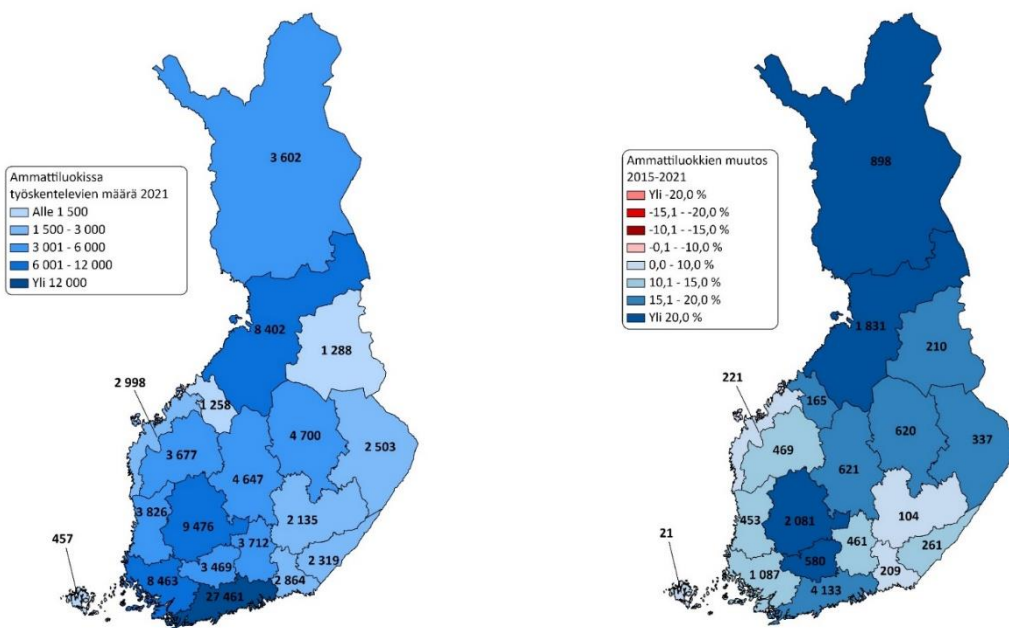 Ammattiluokissa
työskentelevien määrä 2021
Alle 1 500
1 500 - 3 000
3 001 - 6 000
6 001 - 12 000
Yli 12 000
3 602
8 402
1 288
2 998
1 258
4 700
2 503
3 677
4 647
3 826
9 476
2 135
457
3 712
2 319
3 469
2 864
8 463
27 461
Ammattiluokkien muutos
2015-2021
Yli -20,0 %
-15,1 - -20,0 %
-10,1 - -15,0 %
-0,1 - -10,0 %
0,0 - 10,0 %
10,1 - 15,0 %
15,1 - 20,0 %
Yli 20,0 %
898
1 831
210
221
165
620
337
469
621
453
2 081
104
21
461
261
580
209
1 087
4 133